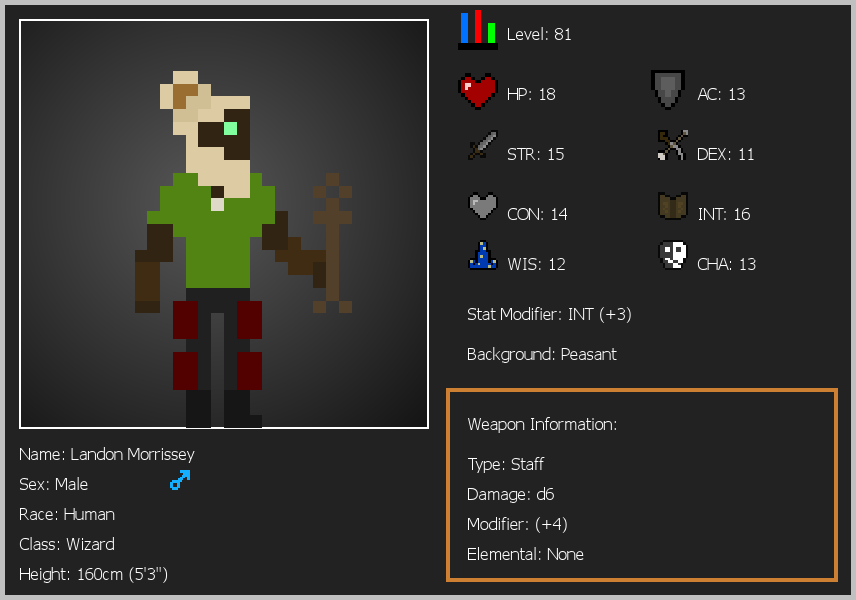 Level: 81
HP: 18
AC: 13
STR: 15
DEX: 11
CON: 14
INT: 16
WIS: 12
CHA: 13
Stat Modifier: INT (+3)
Background: Peasant
Weapon Information:
Type: Staff
Damage: d6
Modifier: (+4)
Elemental: None
Name: Landon Morrissey
Sex: Male
Race: Human
Class: Wizard
Height: 160cm (5'3")